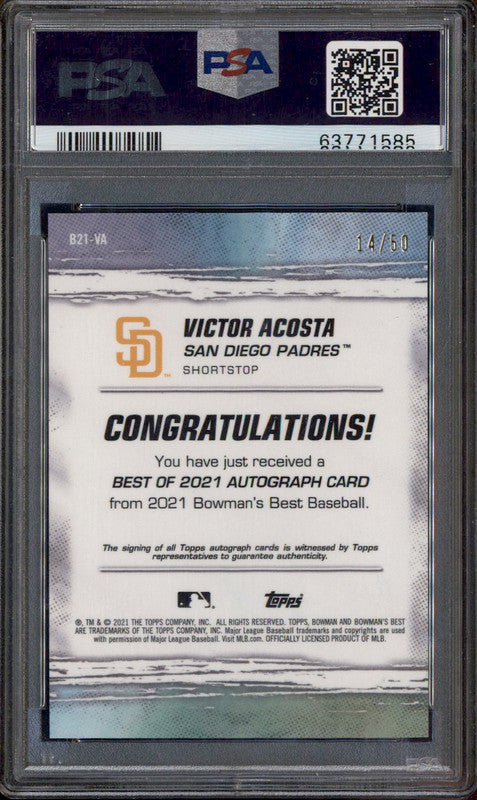 PSA
PSA
63771585
B21-VA
14/50
SD™
VICTOR ACOSTA
SAN DIEGO PADRES™
SHORTSTOP
CONGRATULATIONS!
You have just received a
BEST OF 2021 AUTOGRAPH CARD
from 2021 Bowman's Best Baseball.
The signing of all Topps autograph cards is witnessed by Topps
representatives to guarantee authenticity.
topps
®, TM & © 2021 THE TOPPS COMPANY, INC. ALL RIGHTS RESERVED. TOPPS, BOWMAN AND BOWMAN'S BEST
ARE TRADEMARKS OF THE TOPPS COMPANY, INC. Major League Baseball trademarks and copyrights are used
with permission of Major League Baseball. Visit MLB.com. OFFICIALLY LICENSED PRODUCT OF MLB.
PSA